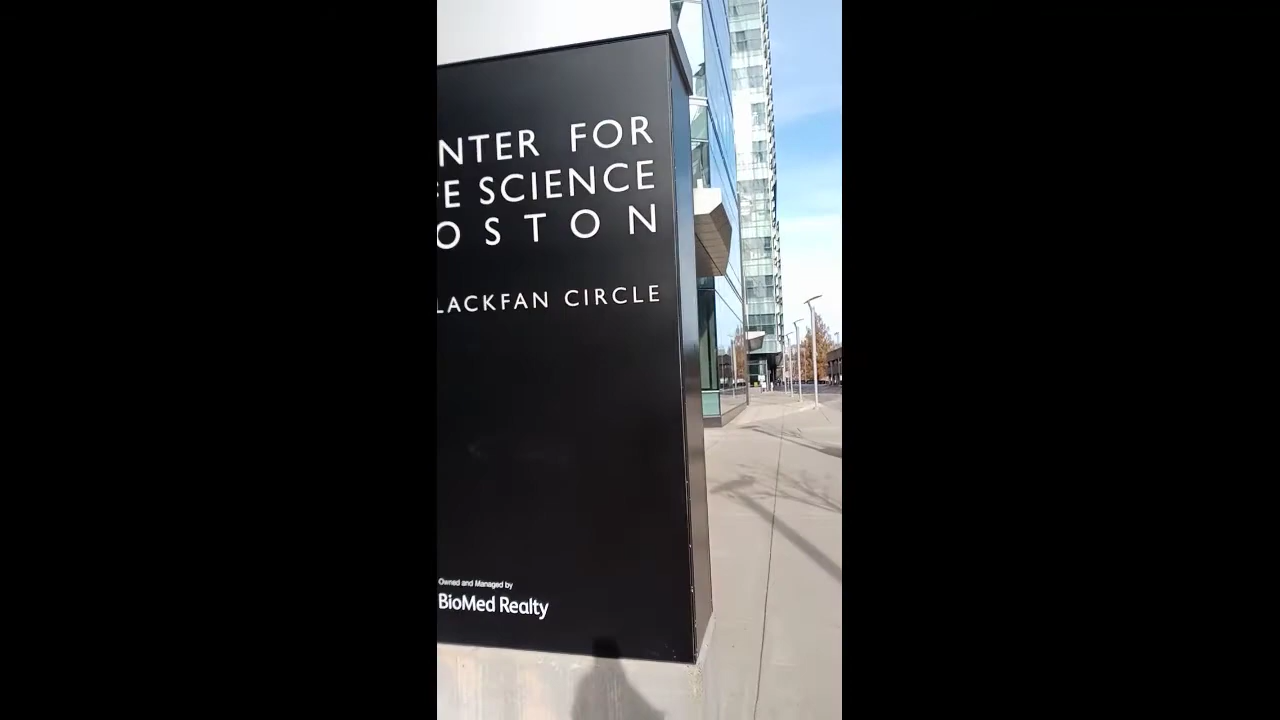 NTER FOR
FE SCIENCE
OSTON
LACKFAN CIRCLE
Owned and Managed by
BioMed Realty